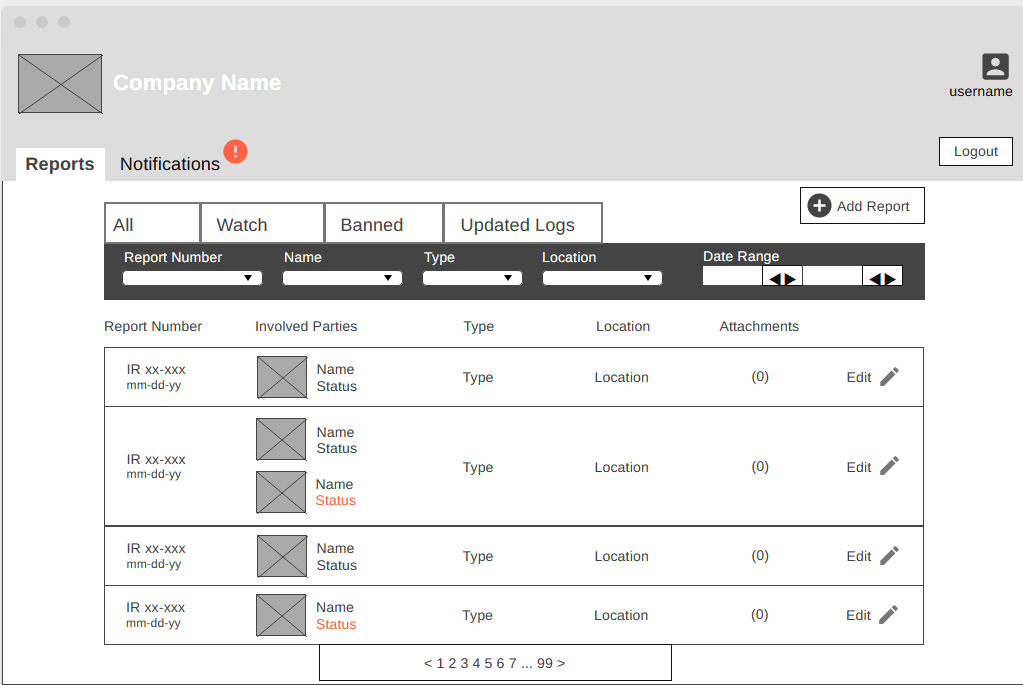 Company Name
username
Logout
Reports Notifications !
Add Report
All Watch Banned Updated Logs
Report Number Name Type Location Date Range
Report Number Involved Parties Type Location Attachments
IR xx-xxx
mm-dd-yy
Name
Status
Type Location (0) Edit
IR xx-xxx
mm-dd-yy
Name
Status
Name
Status
Type Location (0) Edit
IR xx-xxx
mm-dd-yy
Name
Status
Type Location (0) Edit
IR xx-xxx
mm-dd-yy
Name
Status
Type Location (0) Edit
< 1 2 3 4 5 6 7 ... 99 >